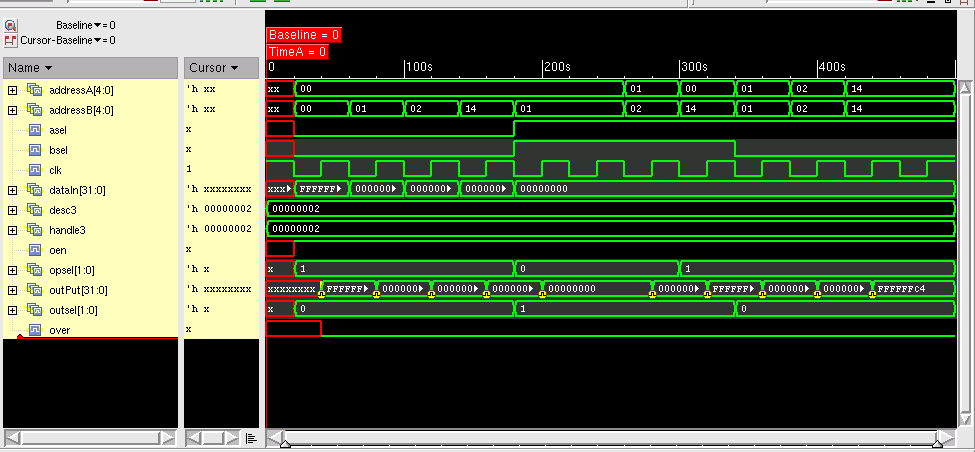 Baseline▼= 0
Cursor-Baseline▼= 0
Baseline = 0
TimeA = 0
Name ▼ Cursor ▼ 0 100s 200s 300s 400s
addressA[4:0] 'h xx xx 00 01 00 01 02 14
addressB[4:0] 'h xx xx 00 01 02 14 01 02 14 01 02 14
asel x
bsel x
clk 1
dataIn[31:0] 'h xxxxxxxx xxx▶ FFFFFF▶ 000000▶ 000000▶ 000000▶ 00000000
desc3 'h 00000002 00000002
handle3 'h 00000002 00000002
oen x
opsel[1:0] 'h x x 1 0 1
outPut[31:0] 'h xxxxxxxx xxxxxxxx FFFFFF▶ 000000▶ 000000▶ 000000▶ 00000000 000000▶ FFFFFF▶ 000000▶ 000000▶ FFFFFFc4
outsel[1:0] 'h x x 0 1 0
over x